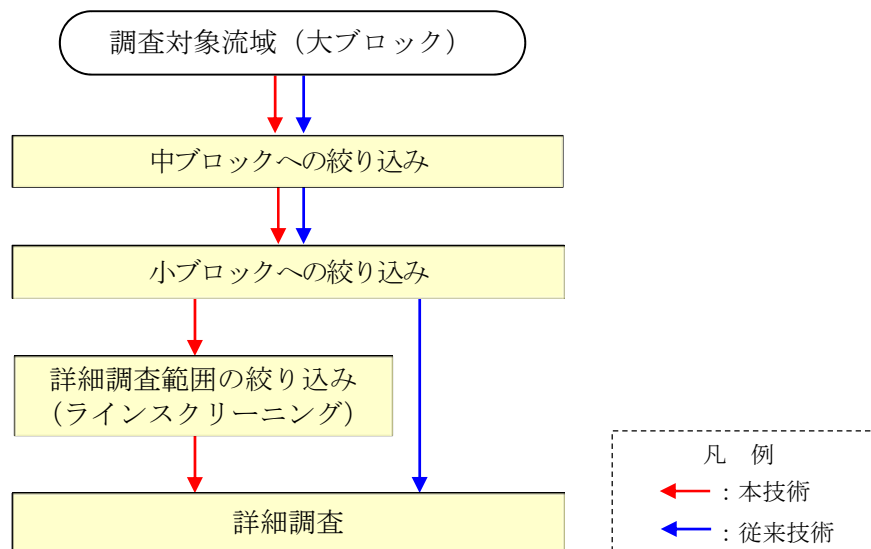 調査対象流域（大ブロック）
中ブロックへの絞り込み
小ブロックへの絞り込み
詳細調査範囲の絞り込み
（ラインスクリーニング）
詳細調査
凡　例
：本技術
：従来技術